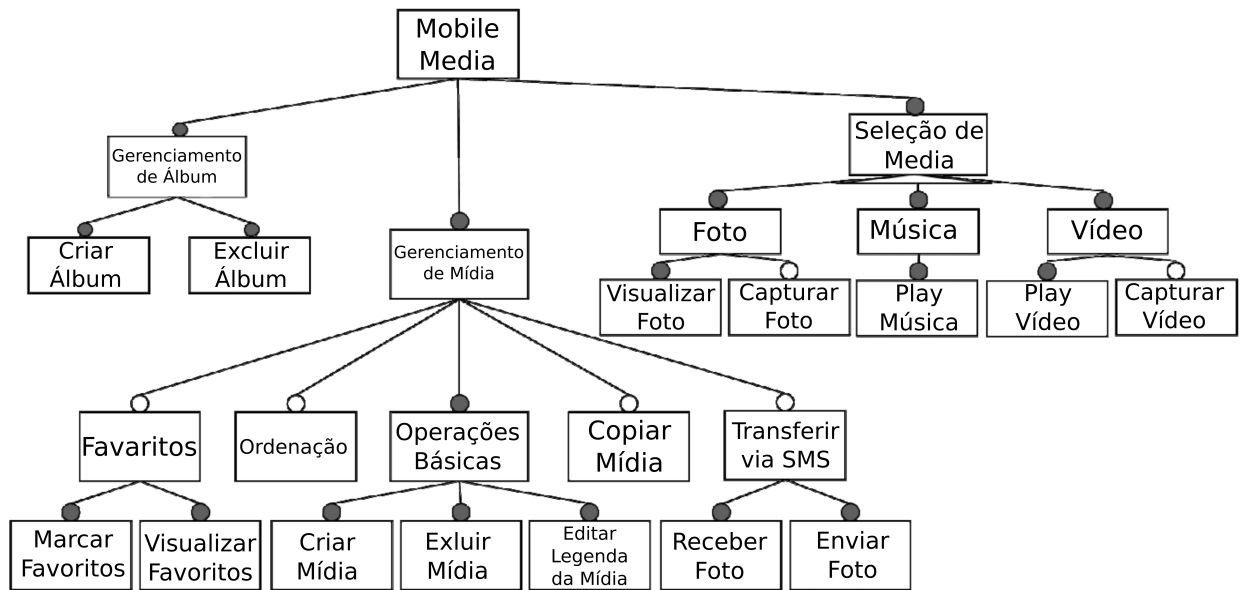 Mobile
Media
Gerenciamento
de Álbum
Seleção de
Media
Criar
Álbum
Excluir
Álbum
Gerenciamento
de Mídia
Foto
Música
Vídeo
Visualizar
Foto
Capturar
Foto
Play
Música
Play
Vídeo
Capturar
Vídeo
Favaritos
Ordenação
Operações
Básicas
Copiar
Mídia
Transferir
via SMS
Marcar
Favoritos
Visualizar
Favoritos
Criar
Mídia
Exluir
Mídia
Editar
Legenda
da Mídia
Receber
Foto
Enviar
Foto